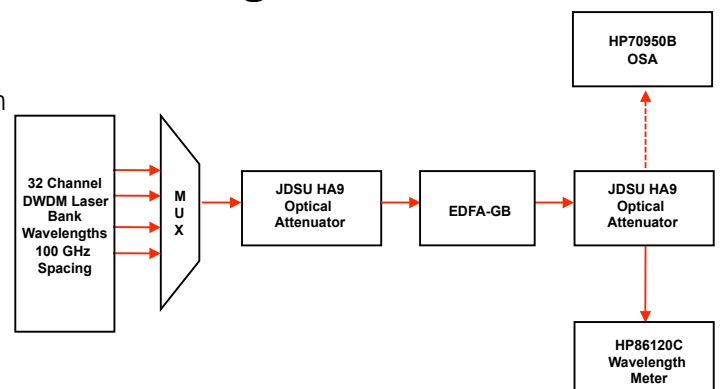 g
n
HP70950B
OSA
32 Channel
DWDM Laser
Bank
Wavelengths
100 GHz
Spacing
M
U
X
JDSU HA9
Optical
Attenuator
EDFA-GB
JDSU HA9
Optical
Attenuator
HP86120C
Wavelength
Meter